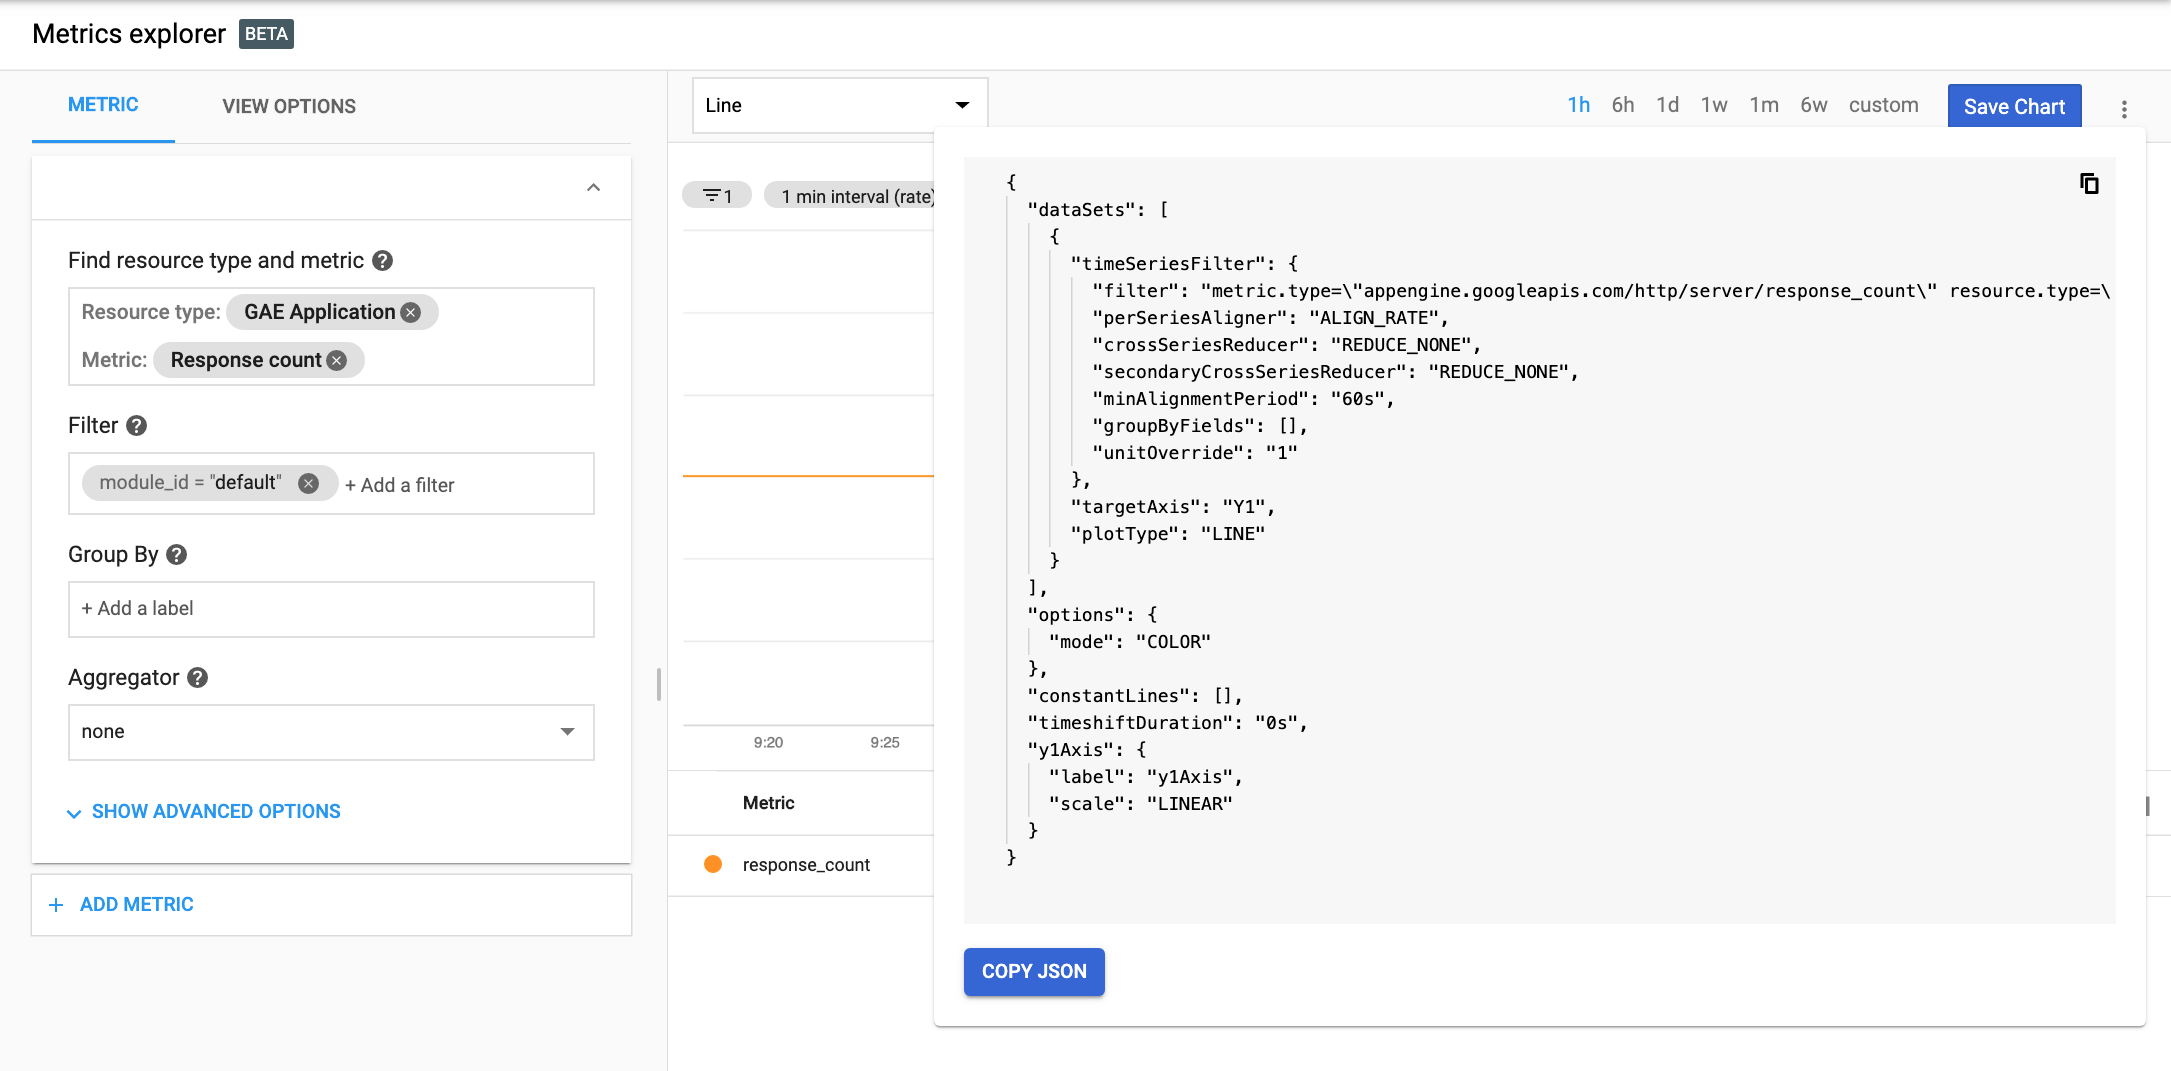 Metrics explorer BETA
METRIC
VIEW OPTIONS
Find resource type and metric ?
Resource type: GAE Application
Metric: Response count
Filter ?
module_id = "default" + Add a filter
Group By ?
+ Add a label
Aggregator ?
none
SHOW ADVANCED OPTIONS
+ ADD METRIC
Line
1h 6h 1d 1w 1m 6w custom Save Chart
1
1 min interval (rate)
9:20 9:25
Metric
response_count
{
"dataSets": [
{
"timeSeriesFilter": {
"filter": "metric.type=\"appengine.googleapis.com/http/server/response_count\" resource.type=\
"perSeriesAligner": "ALIGN_RATE",
"crossSeriesReducer": "REDUCE_NONE",
"secondaryCrossSeriesReducer": "REDUCE_NONE",
"minAlignmentPeriod": "60s",
"groupByFields": [],
"unitOverride": "1"
},
"targetAxis": "Y1",
"plotType": "LINE"
}
],
"options": {
"mode": "COLOR"
},
"constantLines": [],
"timeshiftDuration": "0s",
"y1Axis": {
"label": "y1Axis",
"scale": "LINEAR"
}
}
COPY JSON